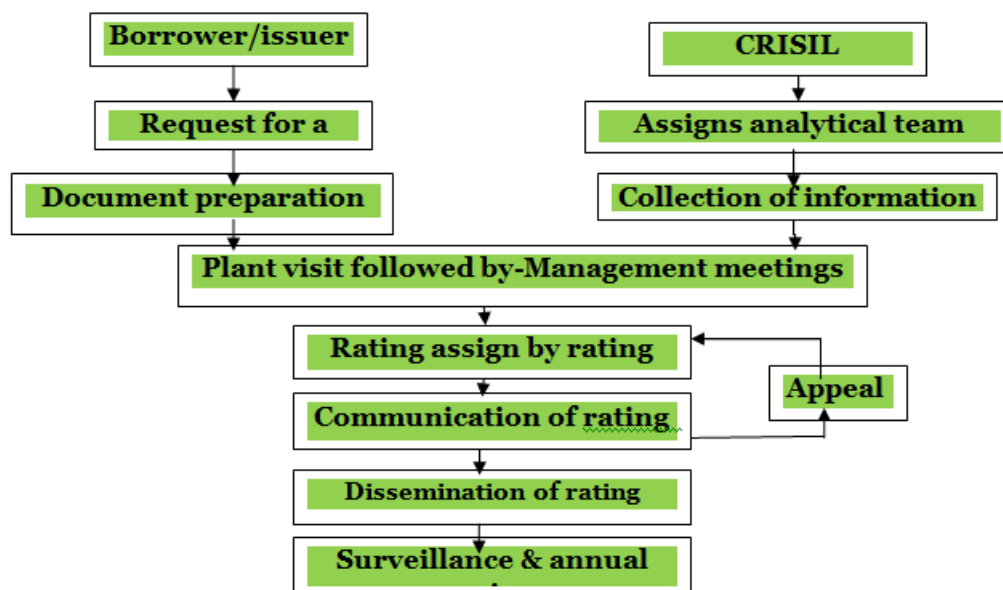 Borrower/issuer
CRISIL
Request for a
Assigns analytical team
Document preparation
Collection of information
Plant visit followed by-Management meetings
Rating assign by rating
Appeal
Communication of rating
Dissemination of rating
Surveillance & annual